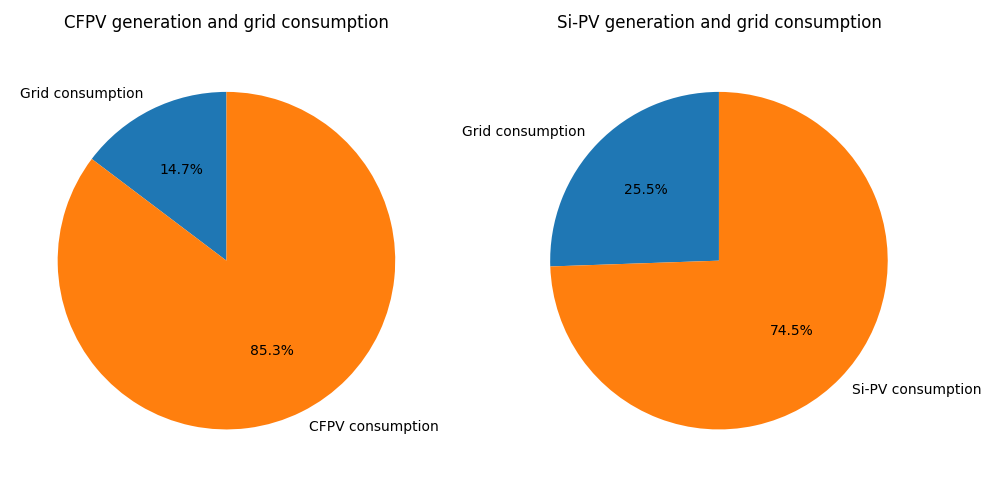 CFPV generation and grid consumption
Grid consumption
14.7%
85.3%
CFPV consumption
Si-PV generation and grid consumption
Grid consumption
25.5%
74.5%
Si-PV consumption